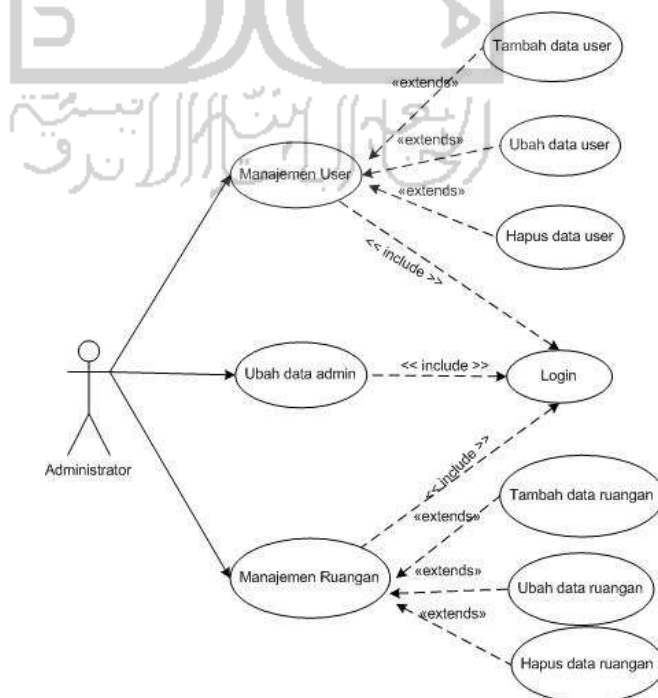 Tambah data user
«extends»
«extends»
Ubah data user
Manajemen User
«extends»
Hapus data user
<< include >>
Ubah data admin
<< include >>
Login
Administrator
<< include >>
Tambah data ruangan
«extends»
Manajemen Ruangan
«extends»
Ubah data ruangan
«extends»
Hapus data ruangan